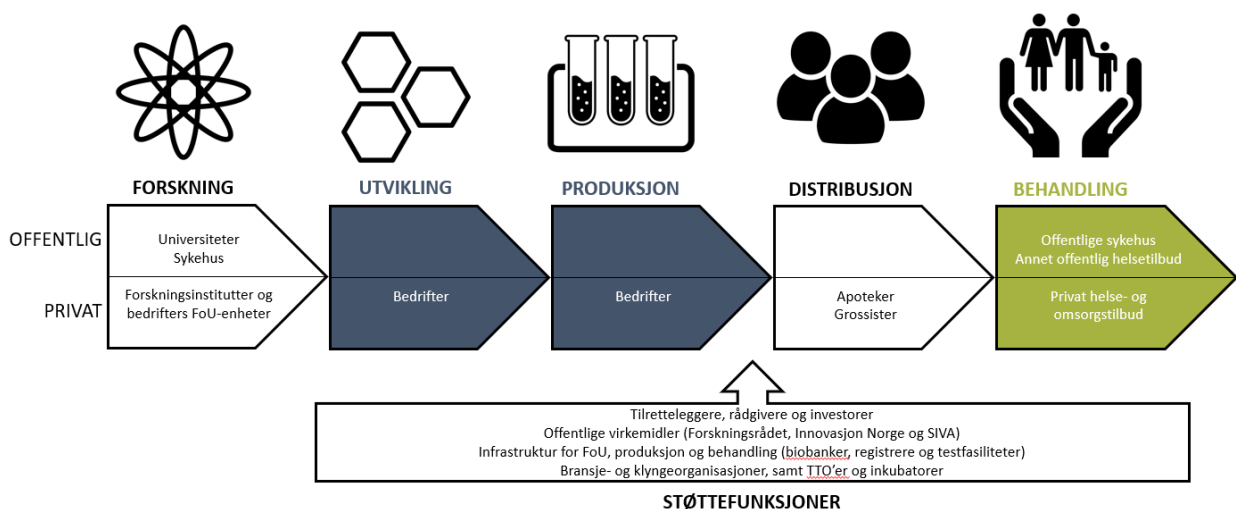 FORSKNING
UTVIKLING
PRODUKSJON
DISTRIBUSJON
BEHANDLING
OFFENTLIG
Universiteter
Sykehus
Offentlige sykehus
Annet offentlig helsetilbud
PRIVAT
Forskningsinstitutter og
bedrifters FoU-enheter
Bedrifter
Bedrifter
Apoteker
Grossister
Privat helse- og
omsorgstilbud
Tilretteleggere, rådgivere og investorer
Offentlige virkemidler (Forskningsrådet, Innovasjon Norge og SIVA)
Infrastruktur for FoU, produksjon og behandling (biobanker, registrere og testfasiliteter)
Bransje- og klyngeorganisasjoner, samt TTO’er og inkubatorer
STØTTEFUNKSJONER